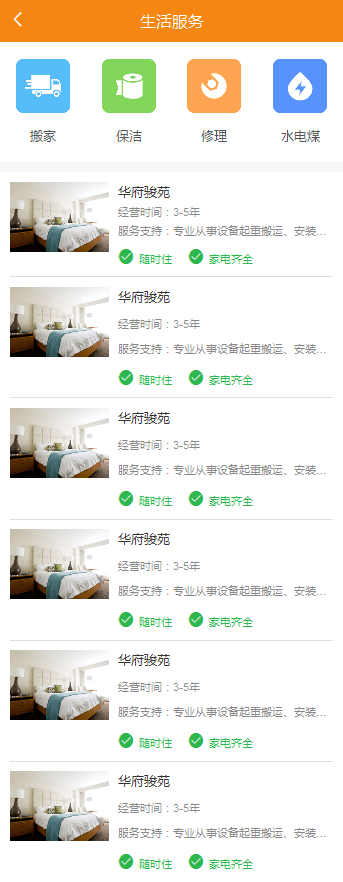 生活服务
搬家
保洁
修理
水电煤
华府骏苑
经营时间：3-5年
服务支持：专业从事设备起重搬运、安装...
随时住 家电齐全
华府骏苑
经营时间：3-5年
服务支持：专业从事设备起重搬运、安装...
随时住 家电齐全
华府骏苑
经营时间：3-5年
服务支持：专业从事设备起重搬运、安装...
随时住 家电齐全
华府骏苑
经营时间：3-5年
服务支持：专业从事设备起重搬运、安装...
随时住 家电齐全
华府骏苑
经营时间：3-5年
服务支持：专业从事设备起重搬运、安装...
随时住 家电齐全
华府骏苑
经营时间：3-5年
服务支持：专业从事设备起重搬运、安装...
随时住 家电齐全